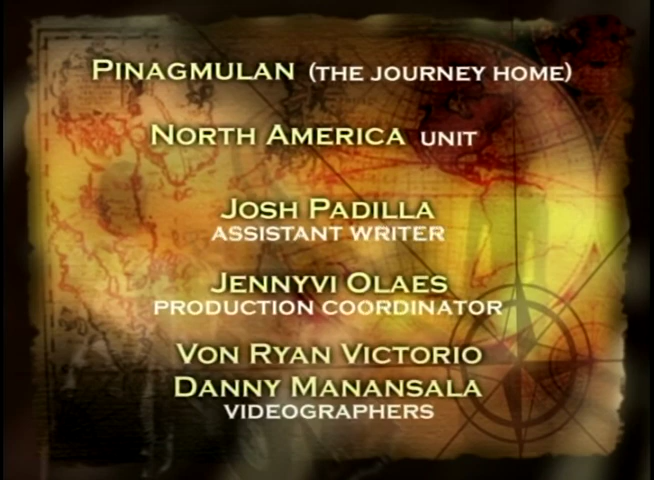 PINAGMULAN (THE JOURNEY HOME)
NORTH AMERICA UNIT
JOSH PADILLA
ASSISTANT WRITER
JENNYVI OLAES
PRODUCTION COORDINATOR
VON RYAN VICTORIO
DANNY MANANSALA
VIDEOGRAPHERS